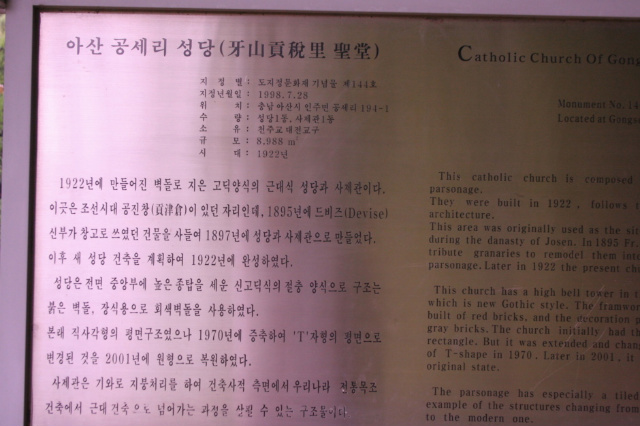 아산 공세리 성당(牙山貢稅里 聖堂)
지 정 별 : 도지정문화재 기념물 제144호
지정년월일 : 1998.7.28
위 치 : 충남 아산시 인주면 공세리 194-1
수 량 : 성당1동, 사제관1동
소 유 : 천주교 대전교구
규 모 : 8,988 m²
시 대 : 1922년
1922년에 만들어진 벽돌로 지은 고딕양식의 근대식 성당과 사제관이다.
이곳은 조선시대 공진창(貢津倉)이 있던 자리인데, 1895년에 드비즈(Devise)
신부가 창고로 쓰였던 건물을 사들여 1897에 성당과 사제관으로 만들었다.
이후 새 성당 건축을 계획하여 1922년에 완성하였다.
성당은 전면 중앙부에 높은 종탑을 세운 신고딕식의 절충 양식으로 구조는
붉은 벽돌, 장식용으로 회색벽돌을 사용하였다.
본래 직사각형의 평면구조였으나 1970년에 증축하여 'T'자형의 평면으로
변경된 것을 2001년에 원형으로 복원하였다.
사제관은 기와로 지붕처리를 하여 건축사적 측면에서 우리나라 전통목조
건축에서 근대 건축으로 넘어가는 과정을 살필 수 있는 구조물이다.
Catholic Church Of Gong
Monument No. 14
Located at Gongs
This catholic church is composed
parsonage.
They were built in 1922 , follows t
architecture.
This area was originally used as the sit
during the danasty of Josen. In 1895 Fr.
tribute granaries to remodel them into
parsonage. Later in 1922 the present ch
This church has a high bell tower in t
which is new Gothic style. The framwor
built of red bricks, and the decoration p
gray bricks. The church initially had th
rectangle. But it was extended and chan
of T-shape in 1970 . Later in 2001 , it
original state.
The parsonage has especially a tiled
example of the structures changing from
to the modern one.